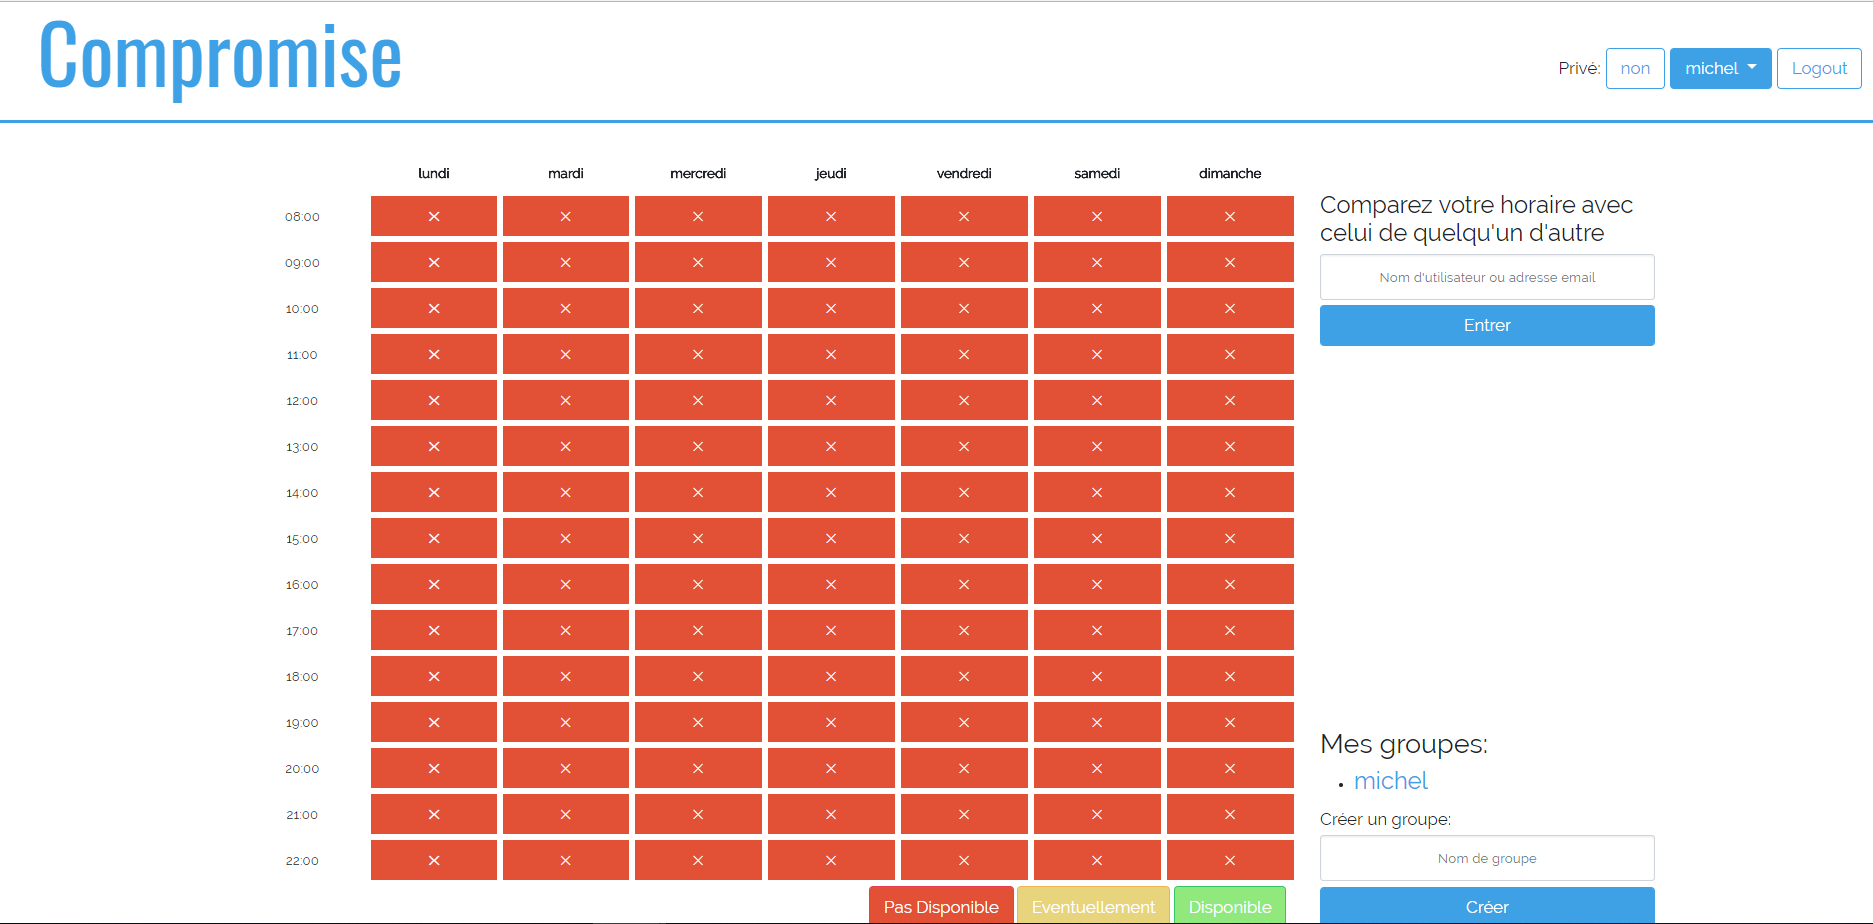 Compromise
Privé: non michel Logout
lundi mardi mercredi jeudi vendredi samedi dimanche
08:00 × × × × × × ×
09:00 × × × × × × ×
10:00 × × × × × × ×
11:00 × × × × × × ×
12:00 × × × × × × ×
13:00 × × × × × × ×
14:00 × × × × × × ×
15:00 × × × × × × ×
16:00 × × × × × × ×
17:00 × × × × × × ×
18:00 × × × × × × ×
19:00 × × × × × × ×
20:00 × × × × × × ×
21:00 × × × × × × ×
22:00 × × × × × × ×
Pas Disponible Eventuellement Disponible
Comparez votre horaire avec
celui de quelqu'un d'autre
Nom d'utilisateur ou adresse email
Entrer
Mes groupes:
• michel
Créer un groupe:
Nom de groupe
Créer